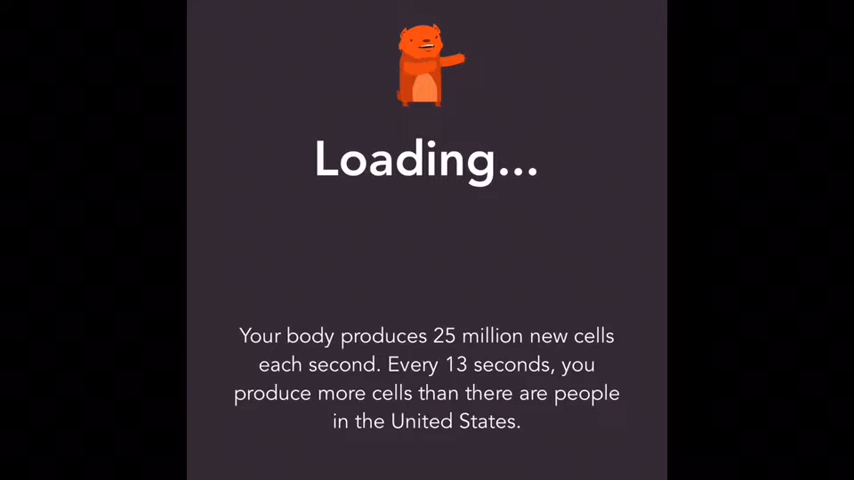 Loading...
Your body produces 25 million new cells
each second. Every 13 seconds, you
produce more cells than there are people
in the United States.